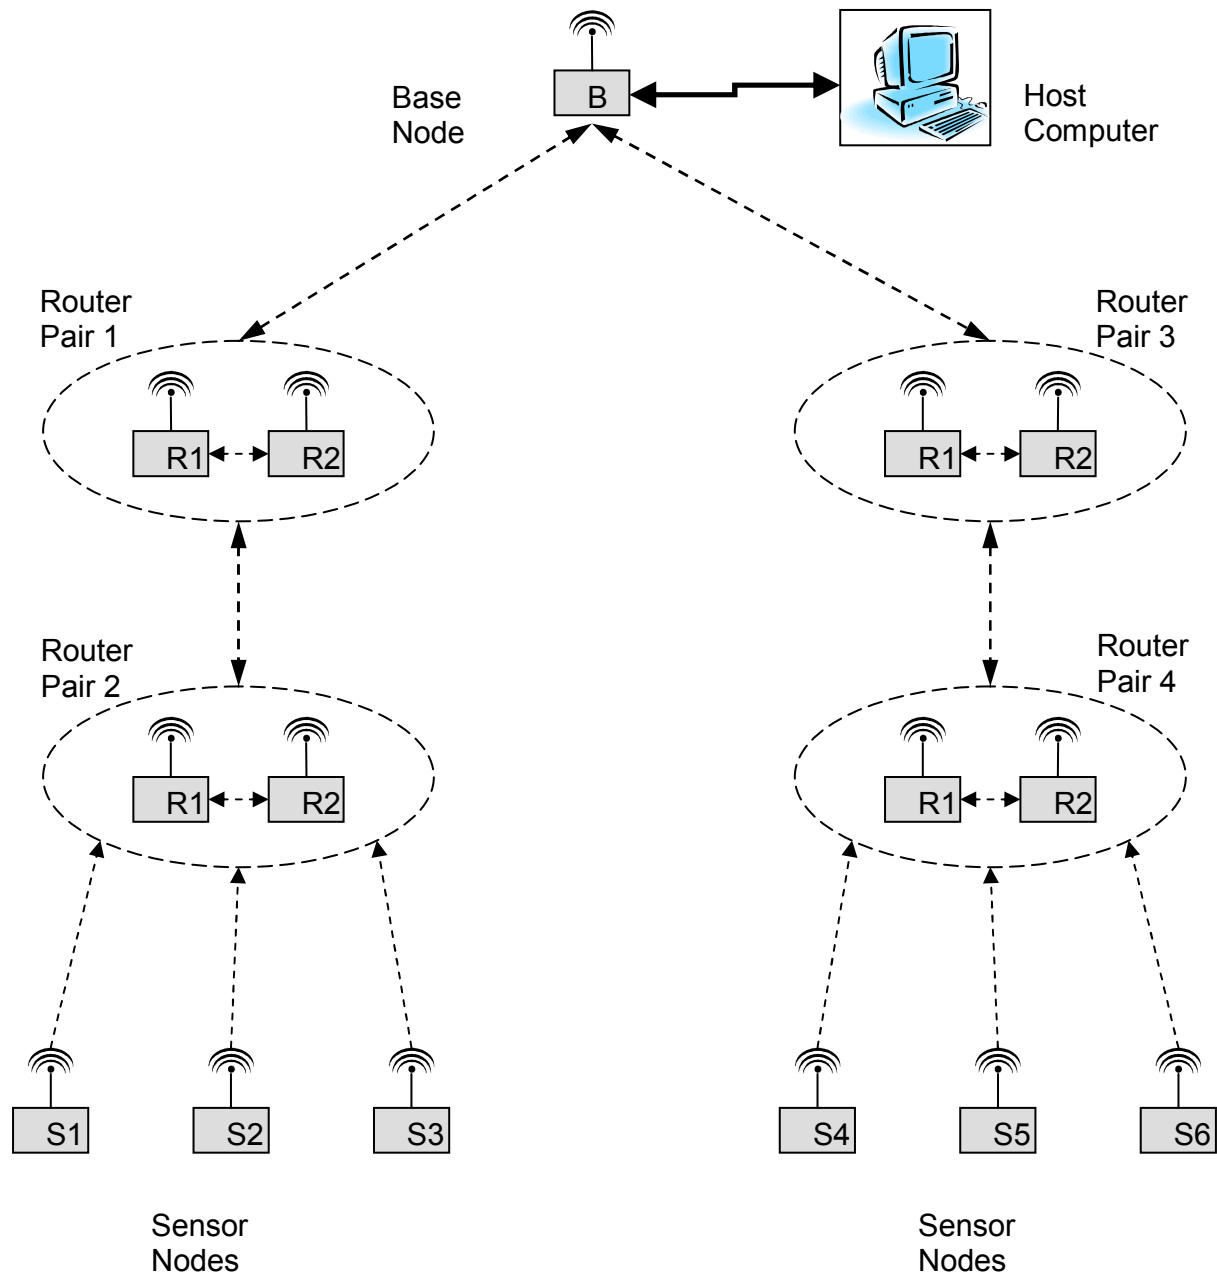 Base
Node
B
Host
Computer
Router
Pair 1
Router
Pair 3
R1
R2
R1
R2
Router
Pair 2
Router
Pair 4
R1
R2
R1
R2
S1
S2
S3
S4
S5
S6
Sensor
Nodes
Sensor
Nodes